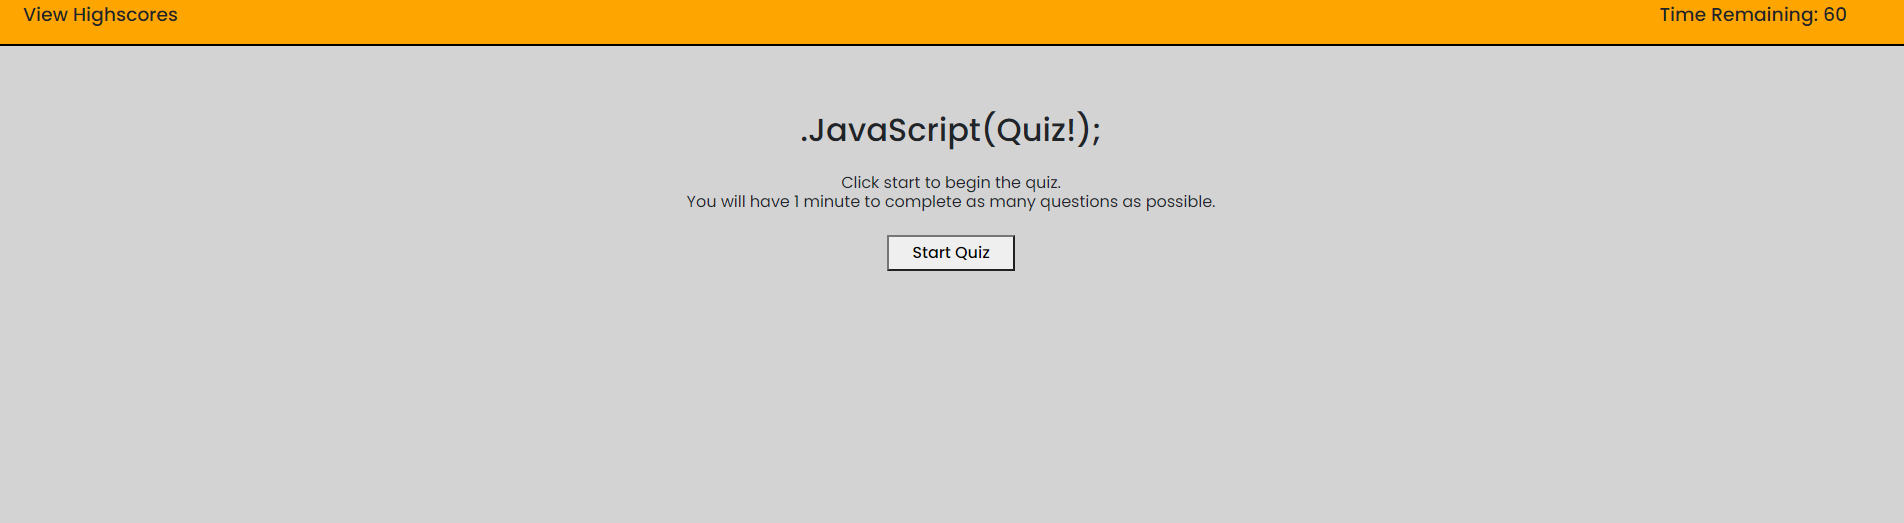 View Highscores
Time Remaining: 60
.JavaScript(Quiz!);
Click start to begin the quiz.
You will have 1 minute to complete as many questions as possible.
Start Quiz